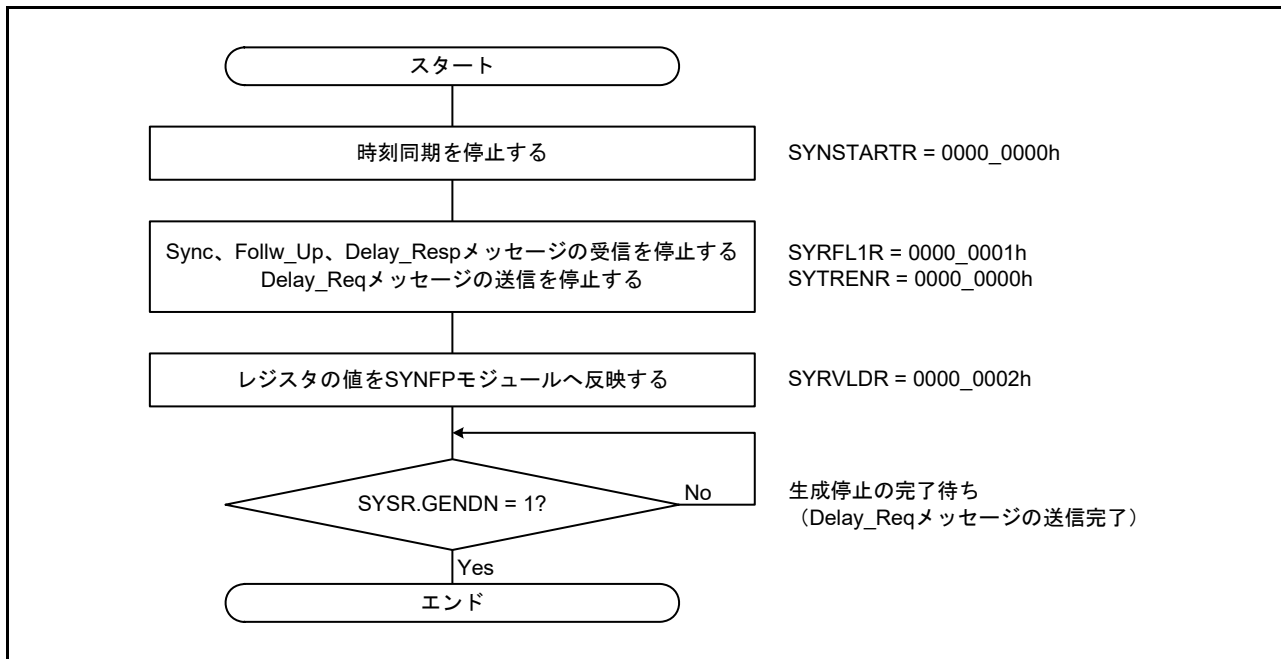 スタート
時刻同期を停止する
SYNSTARTR = 0000_0000h
Sync、Follw_Up、Delay_Respメッセージの受信を停止する
Delay_Reqメッセージの送信を停止する
SYRFL1R = 0000_0001h
SYTRENR = 0000_0000h
レジスタの値をSYNFPモジュールへ反映する
SYRVLDR = 0000_0002h
SYSR.GENDN = 1?
No
生成停止の完了待ち
（Delay_Reqメッセージの送信完了）
Yes
エンド